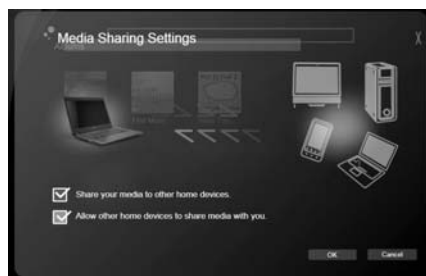 Media Sharing Settings
Share your media to other home devices.
Allow other home devices to share media with you.
OK
Cancel